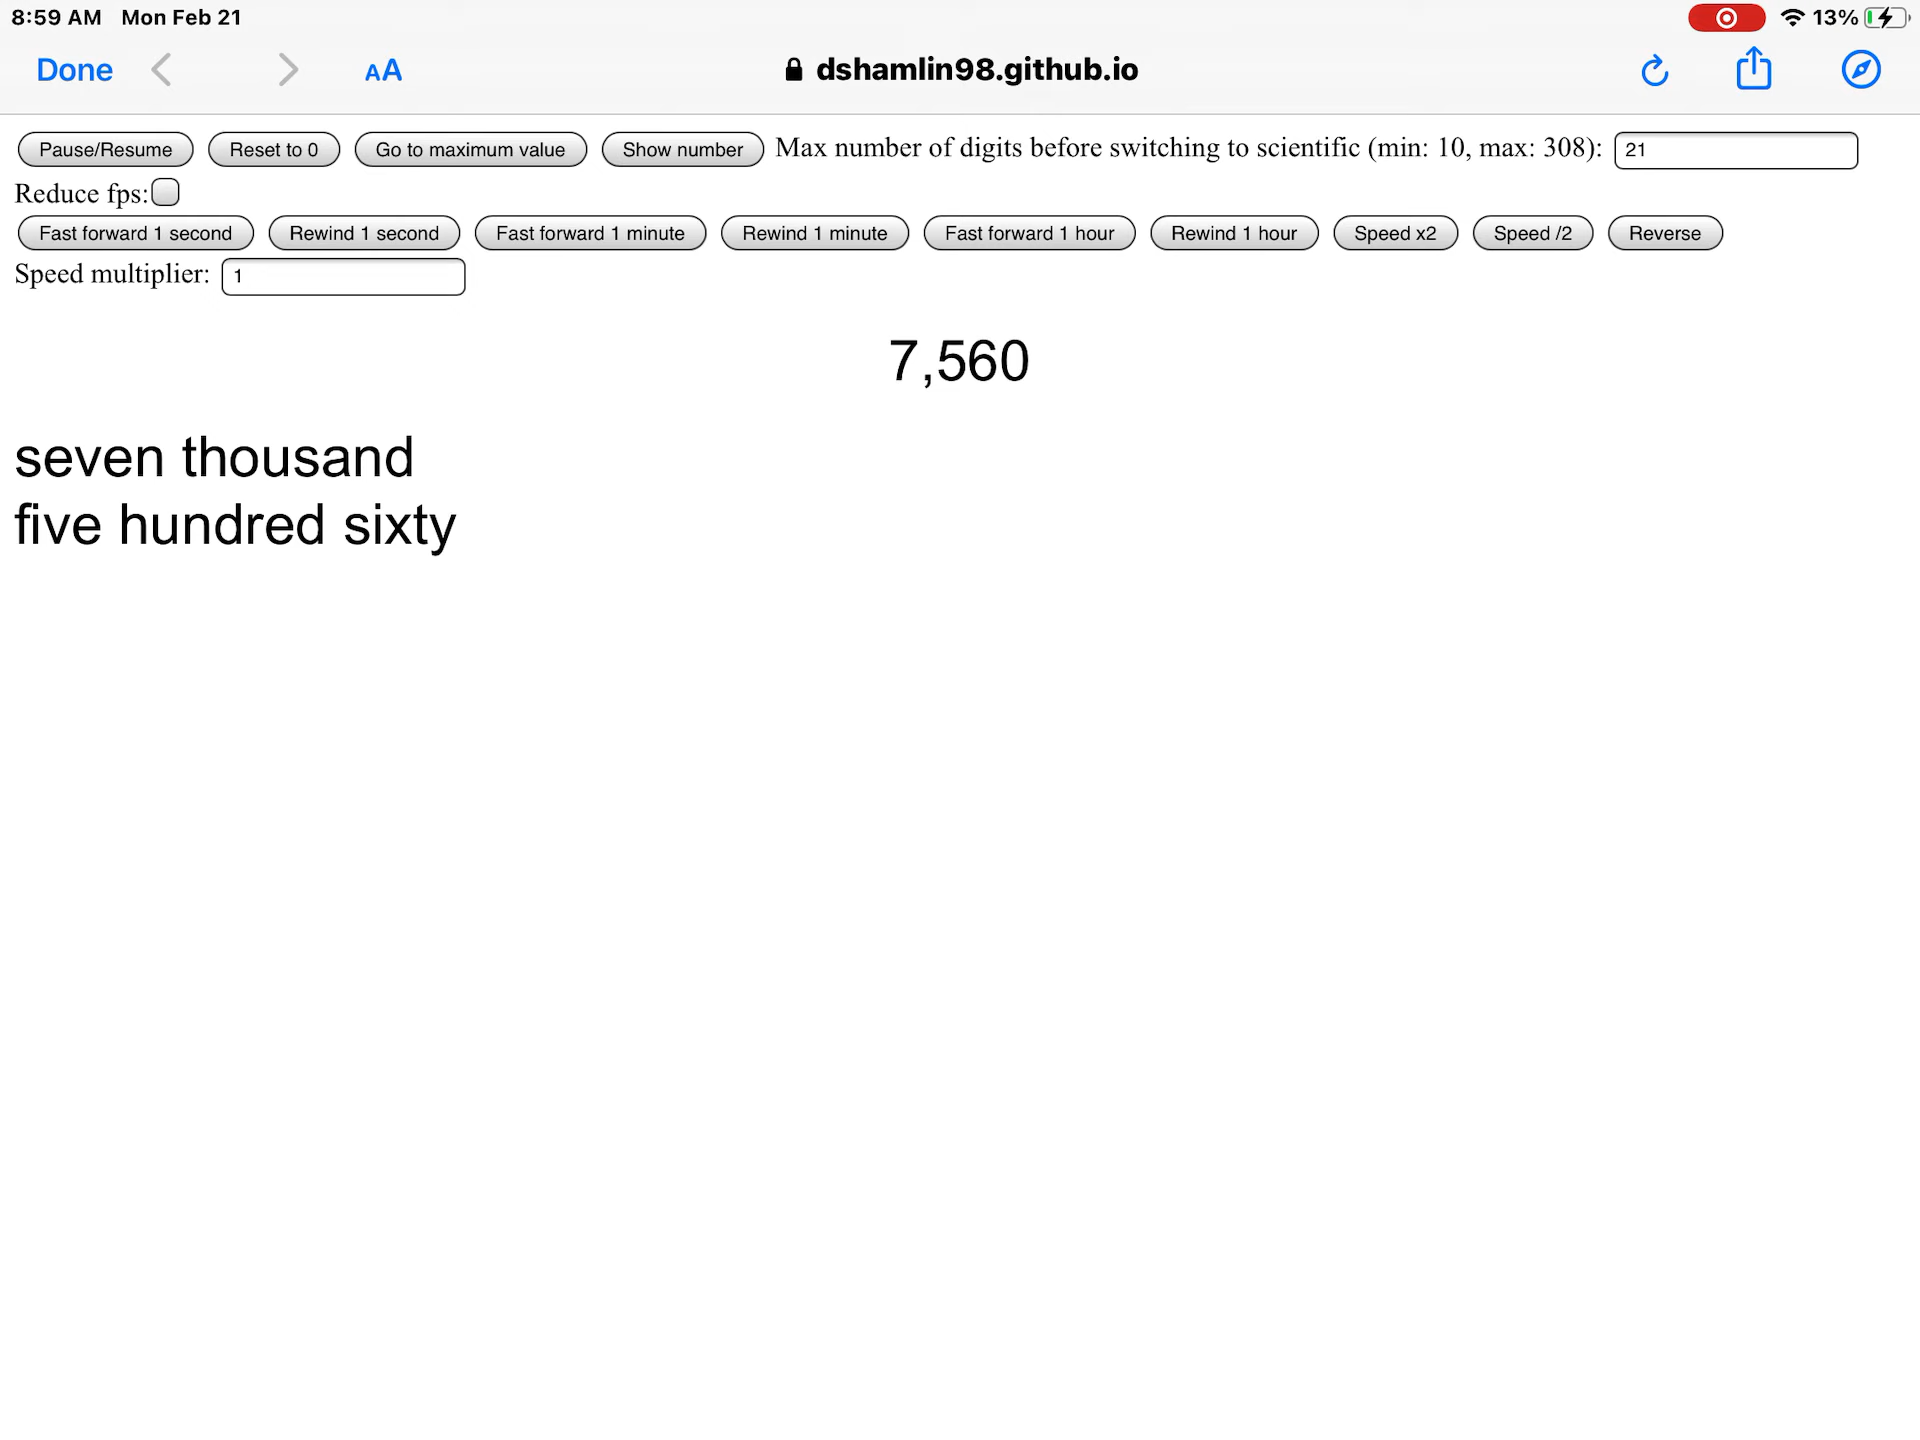 8:59 AM Mon Feb 21 13%
Done AA dshamlin98.github.io
Pause/Resume Reset to 0 Go to maximum value Show number Max number of digits before switching to scientific (min: 10, max: 308): 21
Reduce fps:
Fast forward 1 second Rewind 1 second Fast forward 1 minute Rewind 1 minute Fast forward 1 hour Rewind 1 hour Speed x2 Speed /2 Reverse
Speed multiplier: 1
7,560
seven thousand
five hundred sixty